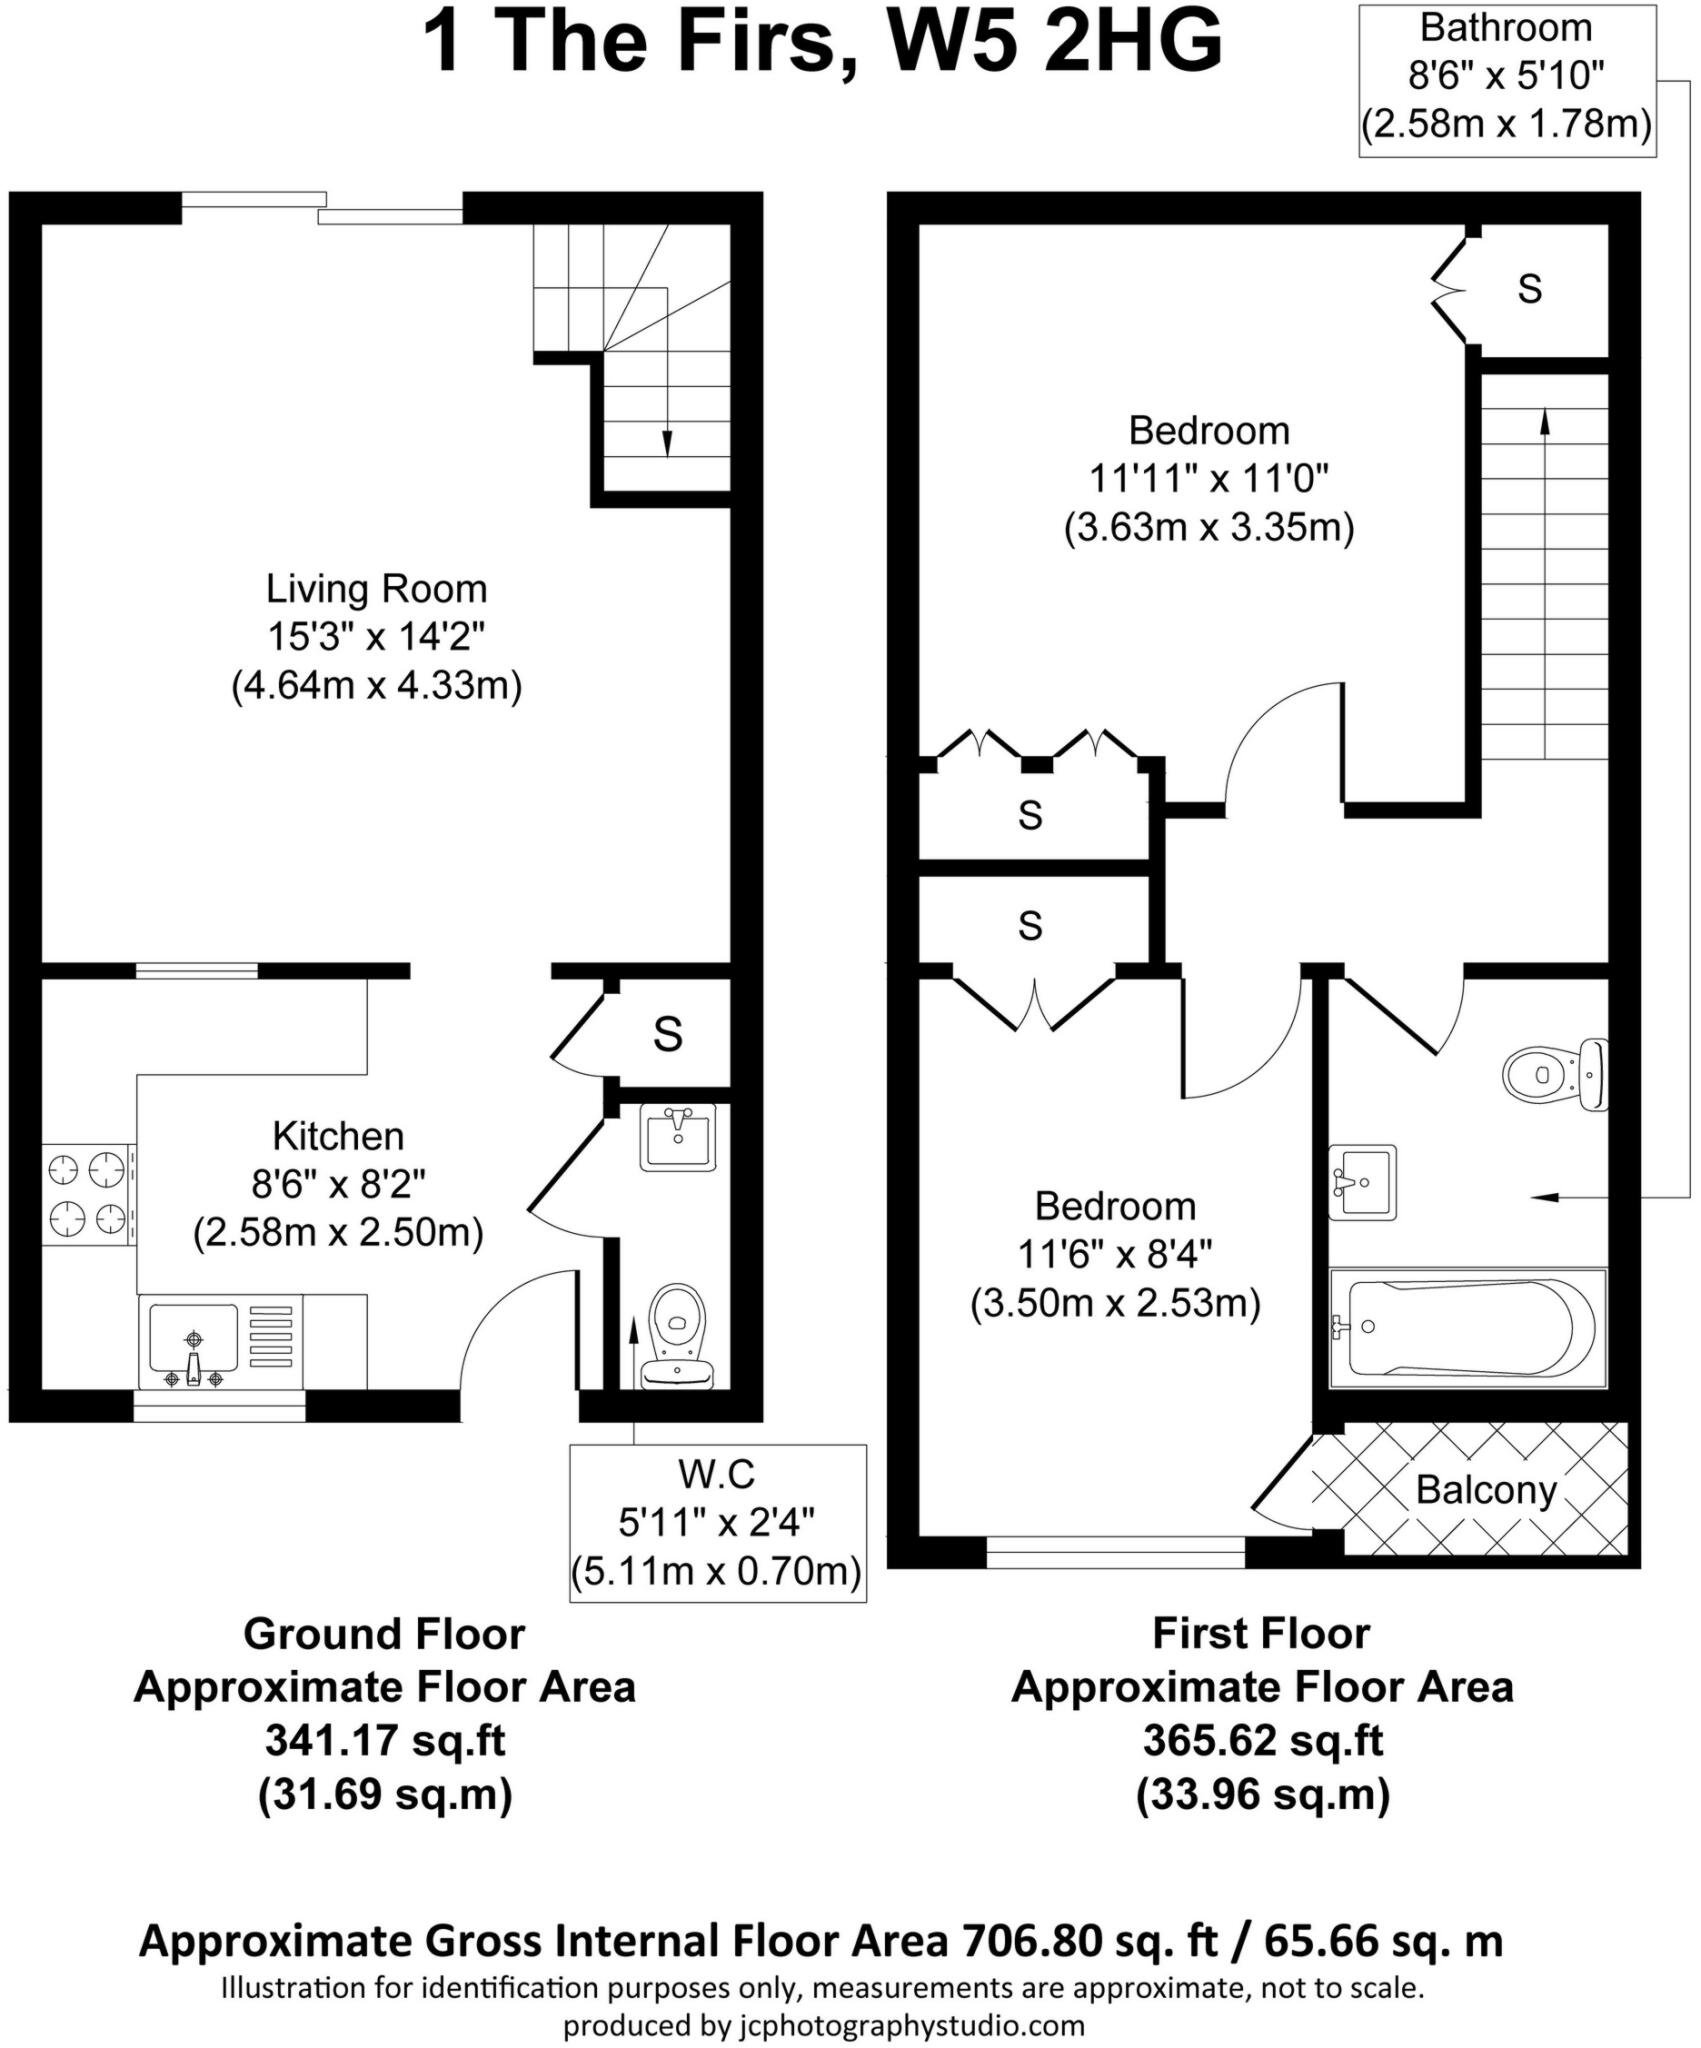 1 The Firs, W5 2HG
Bathroom
8'6" x 5'10"
(2.58m x 1.78m)
Living Room
15'3" x 14'2"
(4.64m x 4.33m)
Kitchen
8'6" x 8'2"
(2.58m x 2.50m)
S
W.C
5'11" x 2'4"
(5.11m x 0.70m)
Ground Floor
Approximate Floor Area
341.17 sq.ft
(31.69 sq.m)
S
Bedroom
11'11" x 11'0"
(3.63m x 3.35m)
S
S
Bedroom
11'6" x 8'4"
(3.50m x 2.53m)
Balcony
First Floor
Approximate Floor Area
365.62 sq.ft
(33.96 sq.m)
Approximate Gross Internal Floor Area 706.80 sq. ft / 65.66 sq. m
Illustration for identification purposes only, measurements are approximate, not to scale.
produced by jcphotographystudio.com